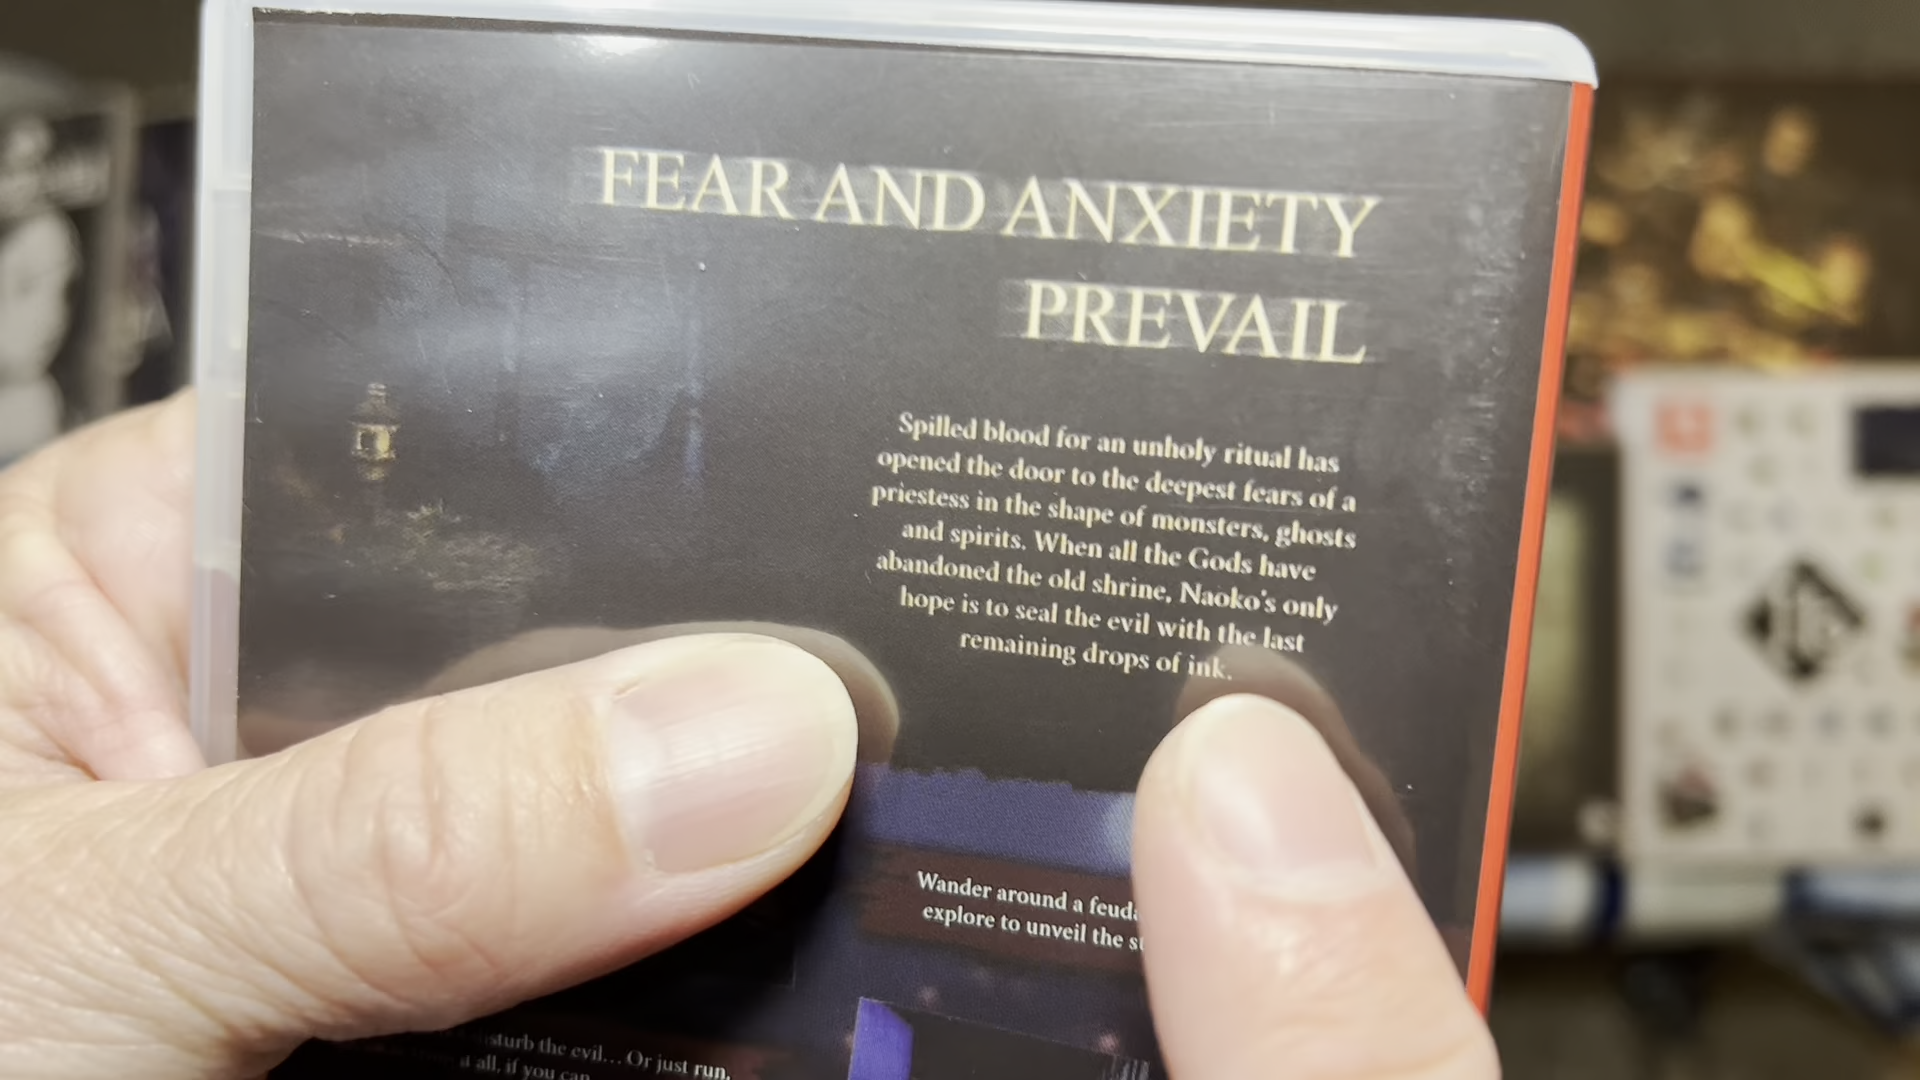 FEAR AND ANXIETY
PREVAIL
Spilled blood for an unholy ritual has
opened the door to the deepest fears of a
priestess in the shape of monsters, ghosts
and spirits. When all the Gods have
abandoned the old shrine, Naoko's only
hope is to seal the evil with the last
remaining drops of ink.
Wander around a
explore to unveil the
the evil... Or just run,
all, if you can